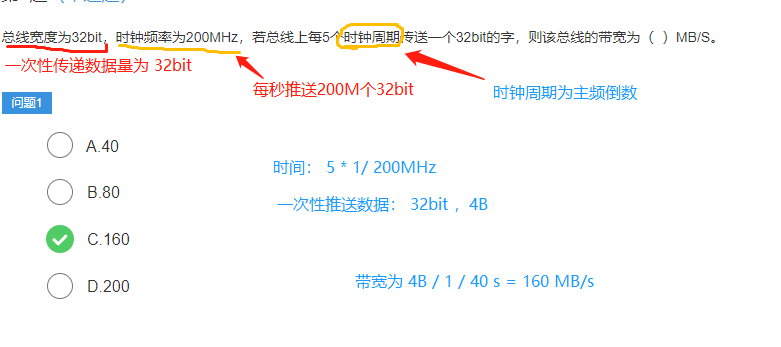 总线宽度为32bit，时钟频率为200MHz，若总线上每5个时钟周期传送一个32bit的字，则该总线的带宽为（ ）MB/S。
一次性传递数据量为 32bit
每秒推送200M个32bit
时钟周期为主频倒数
问题1
A.40
时间： 5 * 1/ 200MHz
B.80
一次性推送数据： 32bit ，4B
C.160
D.200
带宽为 4B / 1 / 40 s = 160 MB/s